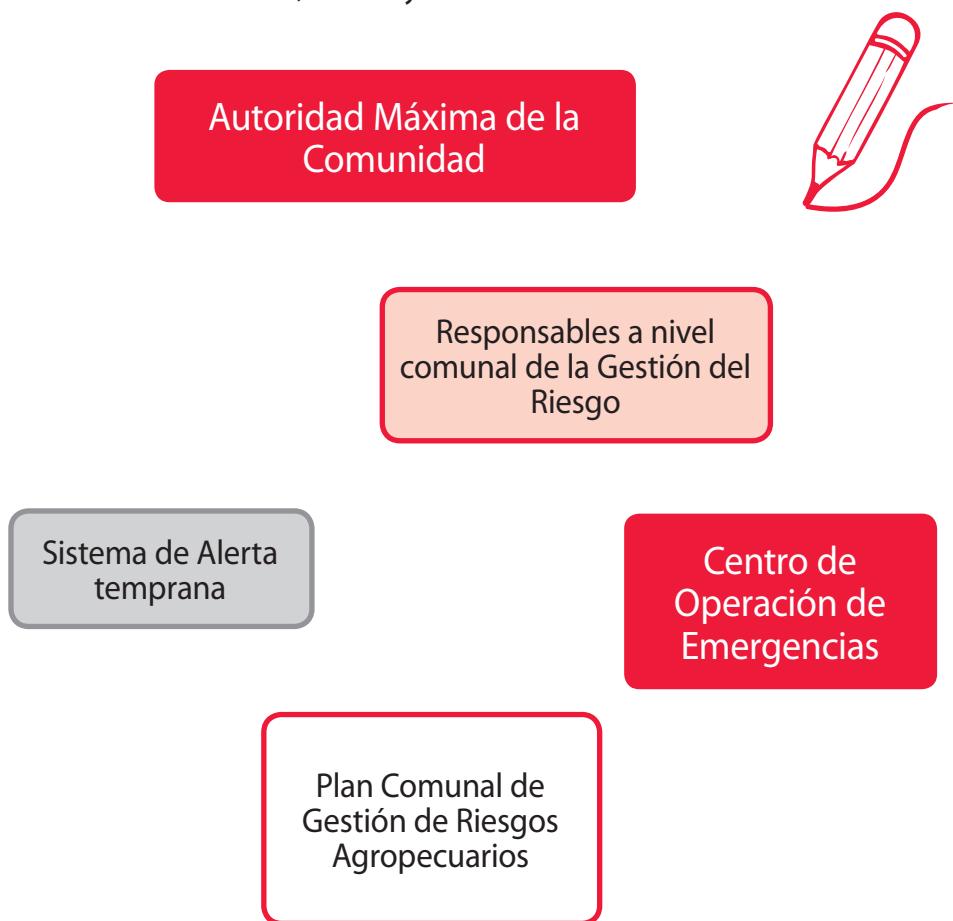 Autoridad Máxima de la
Comunidad
Responsables a nivel
comunal de la Gestión del
Riesgo
Sistema de Alerta
temprana
Centro de
Operación de
Emergencias
Plan Comunal de
Gestión de Riesgos
Agropecuarios